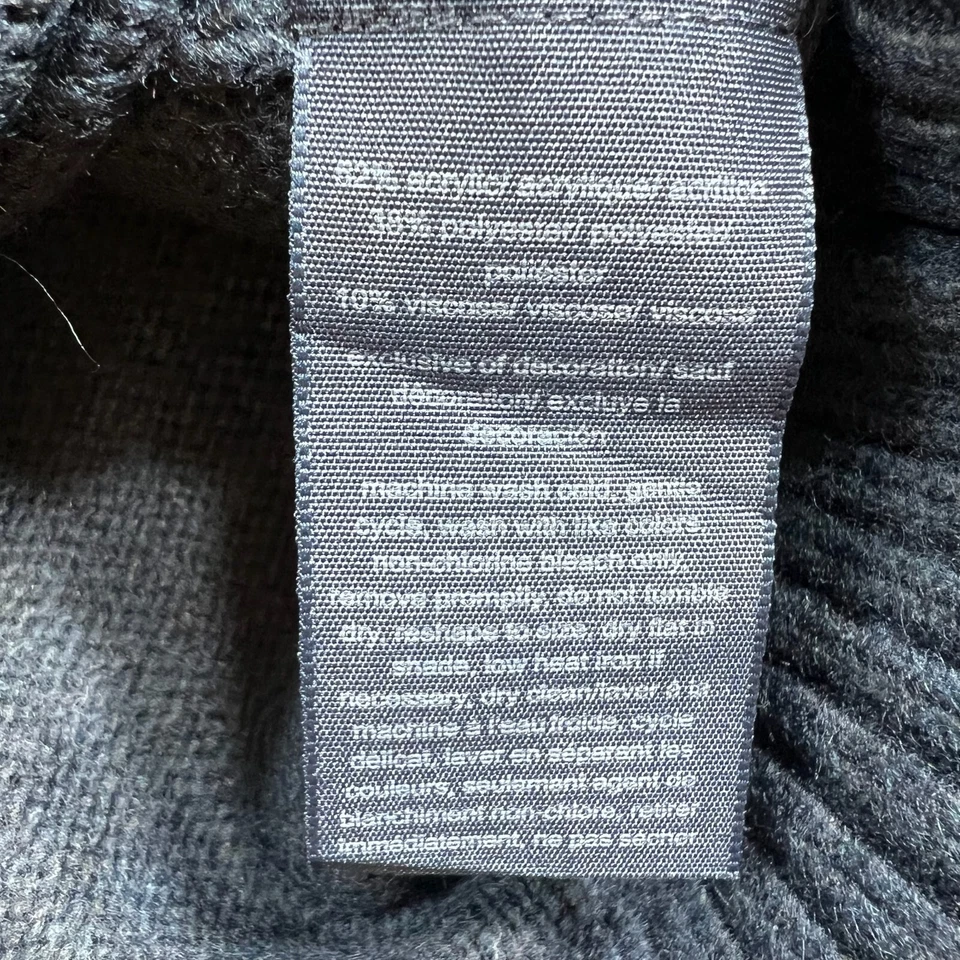 acrylic/ acrylique/ acrílico
polyester/ polyester/
poliester
10% viscose/ viscose/ viscosa
exclusive of decoration/ sauf
décoration/ excluye la
decoración
machine wash cold, gentle
cycle, wash with like colors
non-chlorine bleach only,
remove promptly, do not tumble
dry, reshape to size, dry flat in
shade, low heat iron if
necessary, dry clean/laver à la
machine à l'eau froide, cycle
délicat, laver en séparant les
couleurs, seulement agent de
blanchiment non-chlore, retirer
immédiatement, ne pas sécher